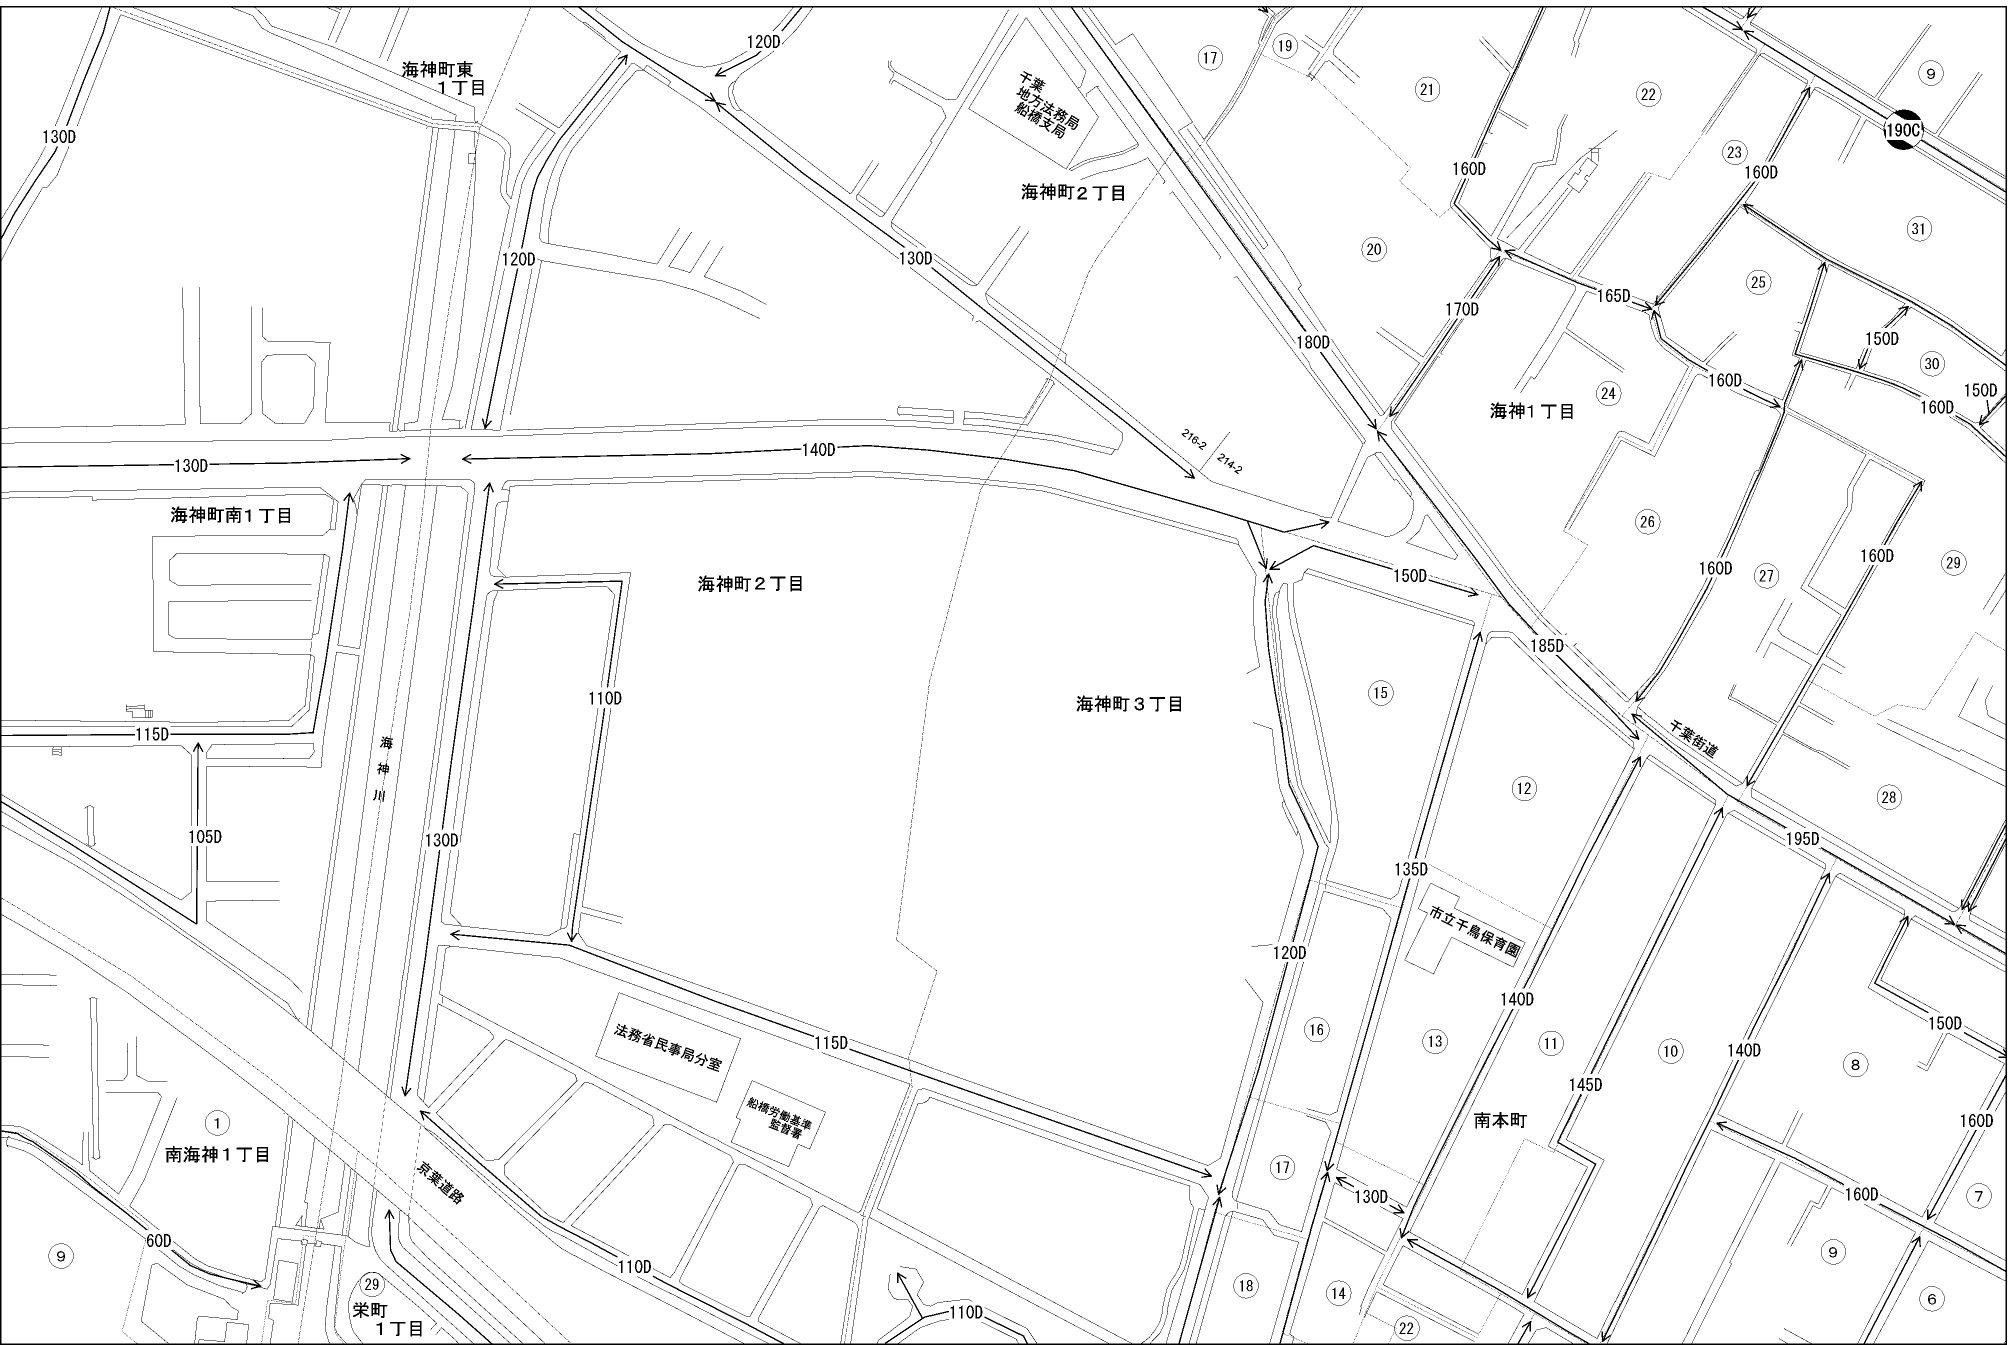 120D
海神町東
1丁目
130D
17
19
21
22
9
190C
千葉
地方法務局
船橋支局
海神町2丁目
23
160D
160D
31
20
120D
130D
25
165D
170D
180D
150D
30
160D
24
150D
海神1丁目
160D
216-2
214-2
130D
140D
海神町南1丁目
26
160D
29
海神町2丁目
150D
160D
27
185D
110D
15
海神町3丁目
115D
海神川
千葉街道
12
28
105D
130D
195D
135D
市立千鳥保育園
120D
140D
150D
法務省民事局分室
115D
16
13
11
10
140D
8
145D
船橋労働基準
監督署
1
南海神1丁目
南本町
160D
京葉道路
17
130D
160D
7
60D
9
29
110D
18
14
9
6
栄町
1丁目
110D
22